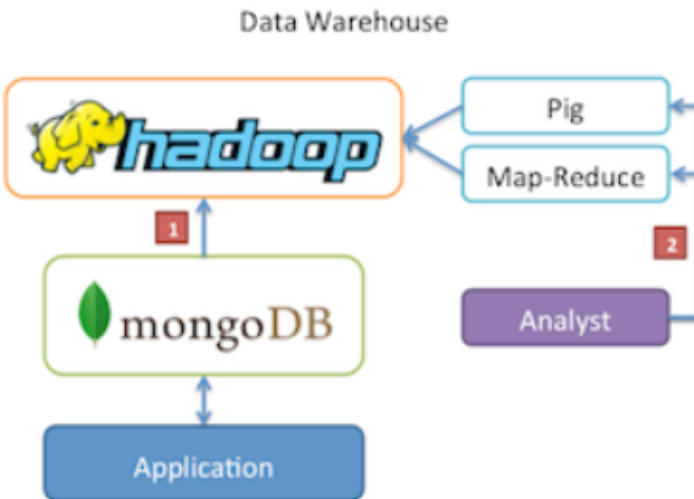 Data Warehouse
hadoop
Pig
Map-Reduce
1
2
mongoDB
Analyst
Application